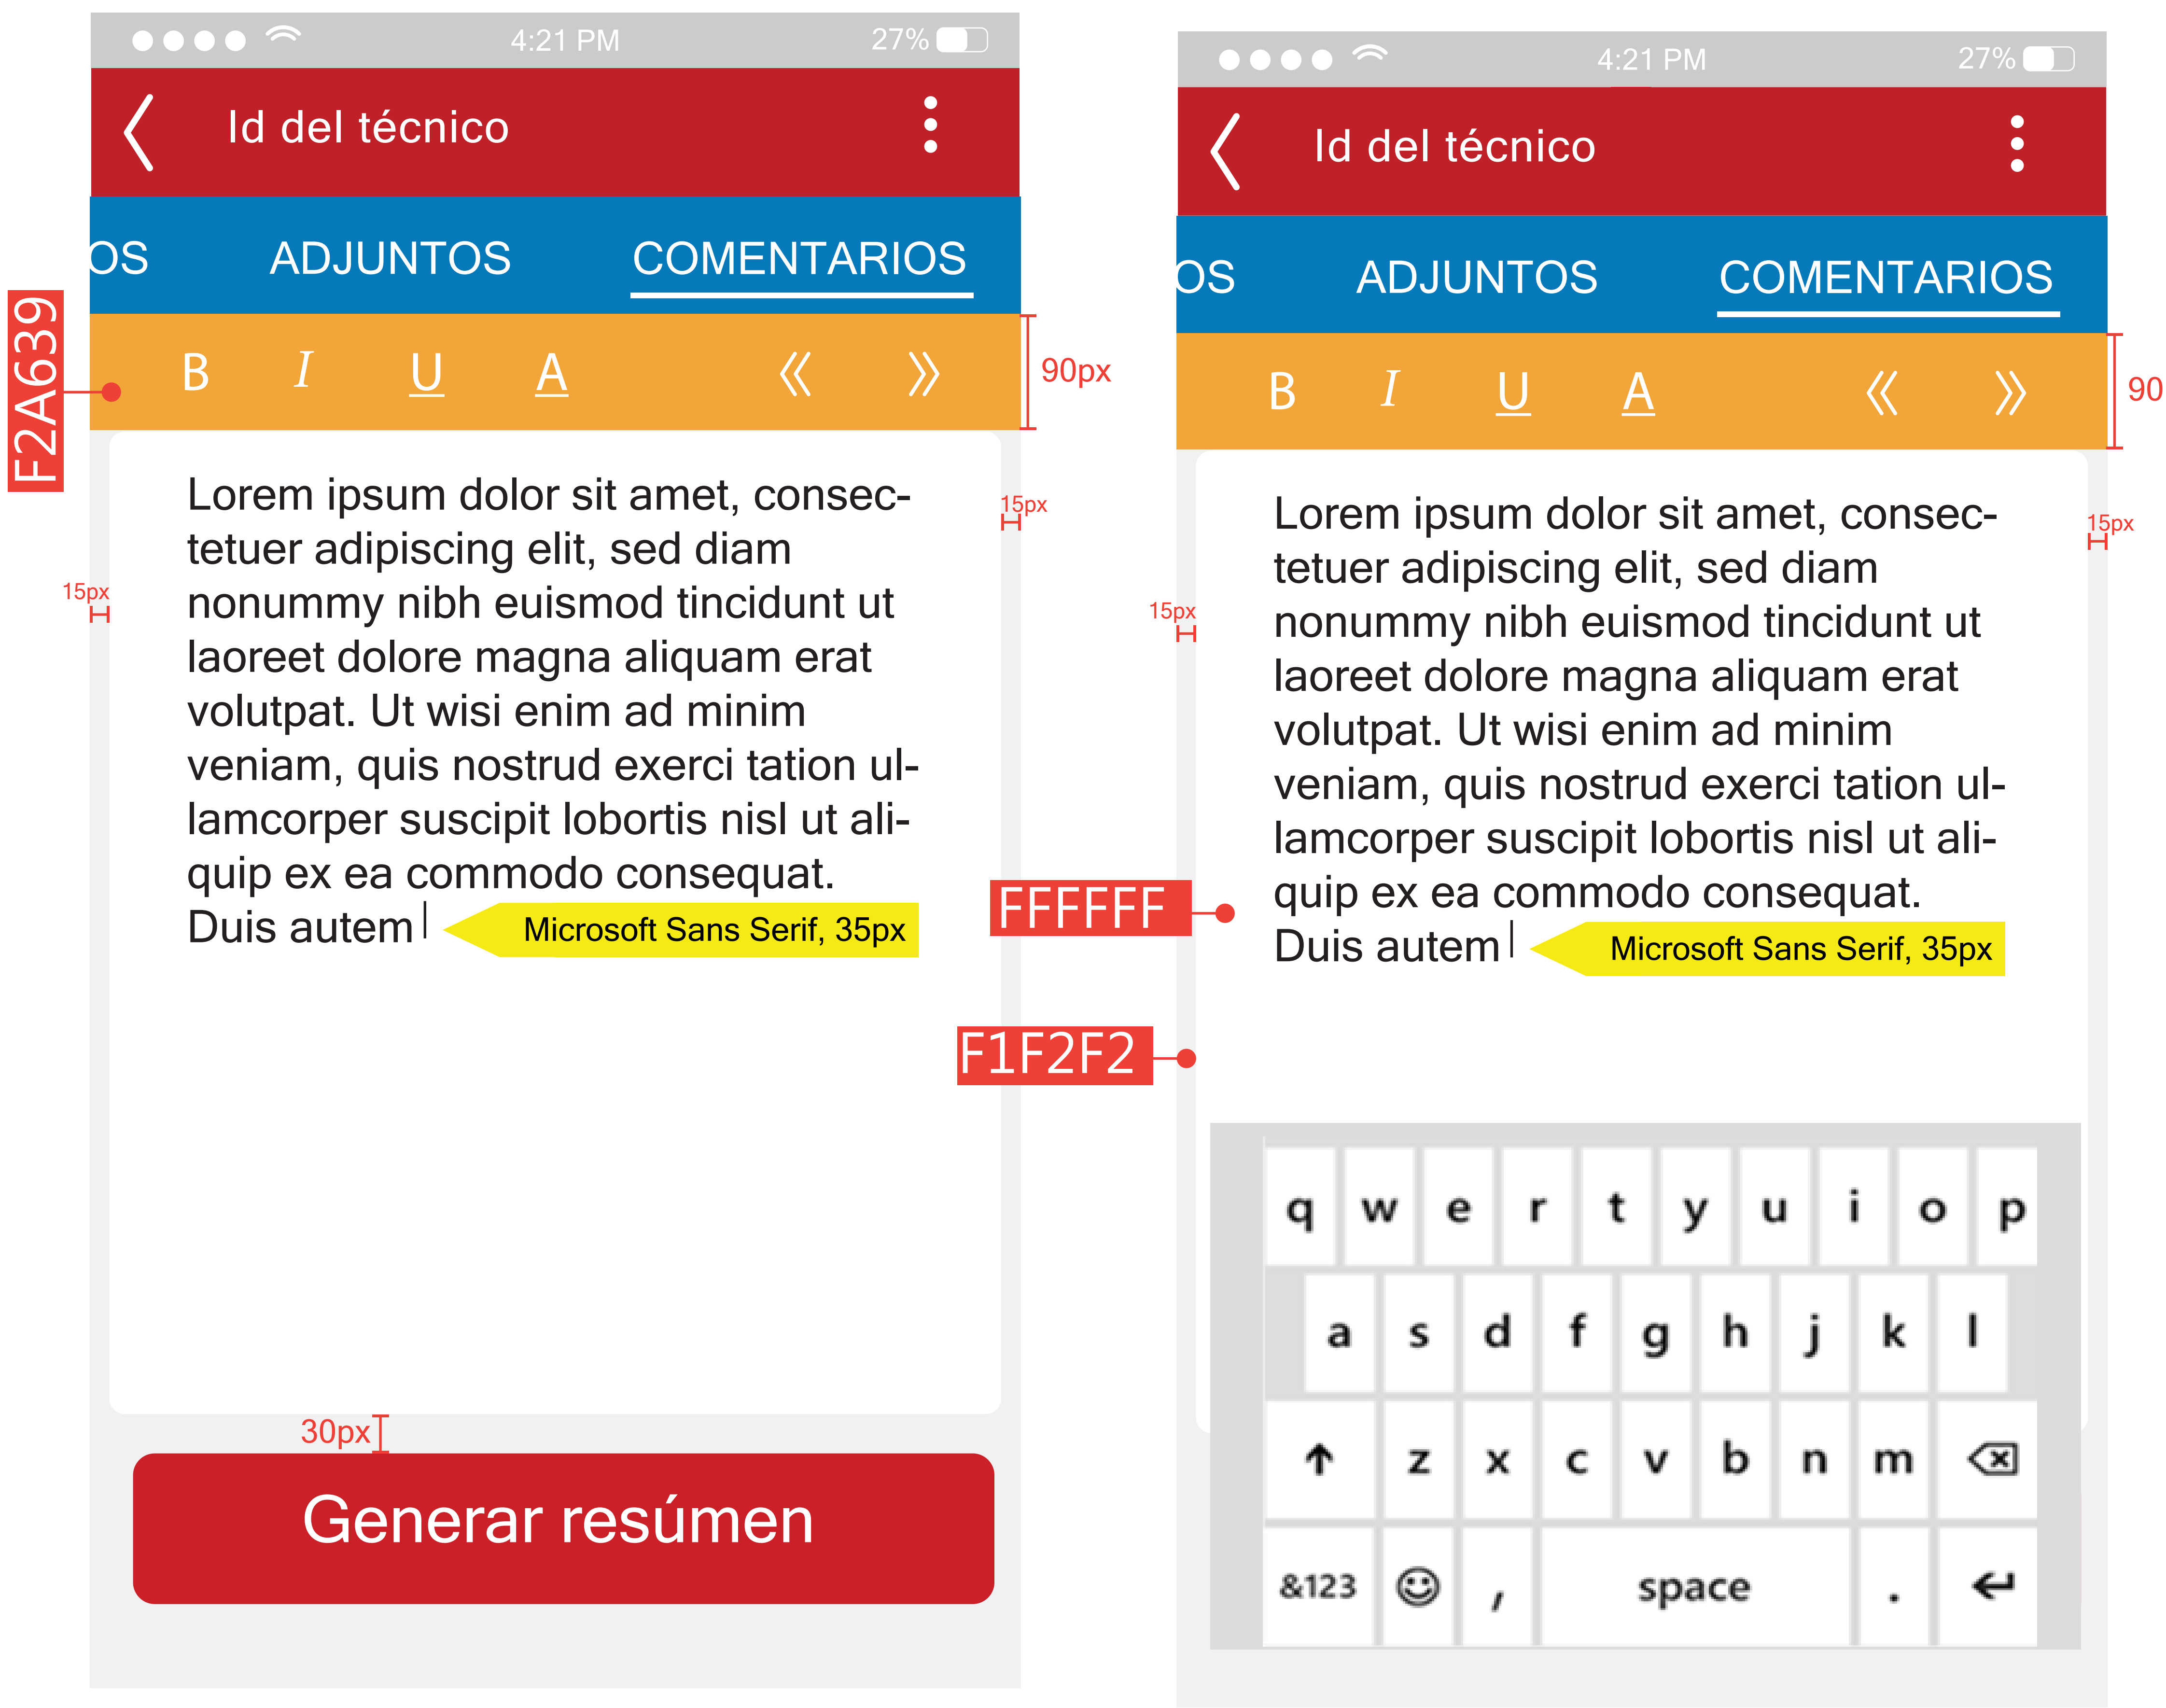 4:21 PM
27%
Id del técnico
OS
ADJUNTOS
COMENTARIOS
F2A639
B I U A « »
90px
Lorem ipsum dolor sit amet, consec-
tetuer adipiscing elit, sed diam
nonummy nibh euismod tincidunt ut
laoreet dolore magna aliquam erat
volutpat. Ut wisi enim ad minim
veniam, quis nostrud exerci tation ul-
lamcorper suscipit lobortis nisl ut ali-
quip ex ea commodo consequat.
Duis autem
15px
15px
Microsoft Sans Serif, 35px
30px
Generar resúmen
4:21 PM
27%
Id del técnico
OS
ADJUNTOS
COMENTARIOS
B I U A « »
90
Lorem ipsum dolor sit amet, consec-
tetuer adipiscing elit, sed diam
nonummy nibh euismod tincidunt ut
laoreet dolore magna aliquam erat
volutpat. Ut wisi enim ad minim
veniam, quis nostrud exerci tation ul-
lamcorper suscipit lobortis nisl ut ali-
quip ex ea commodo consequat.
Duis autem
15px
15px
Microsoft Sans Serif, 35px
FFFFFF
F1F2F2
q w e r t y u i o p
a s d f g h j k l
z x c v b n m
&123 , space .